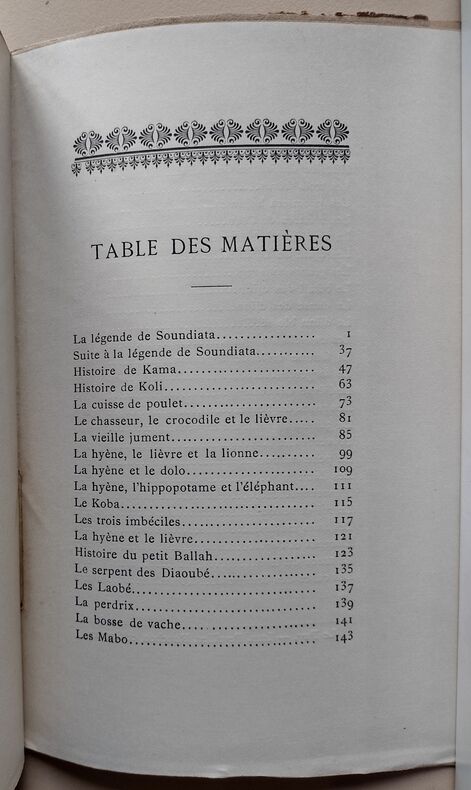 TABLE DES MATIÈRES
La légende de Soundiata................. 1
Suite à la légende de Soundiata.......... 37
Histoire de Kama........................ 47
Histoire de Koli.......................... 63
La cuisse de poulet....................... 73
Le chasseur, le crocodile et le lièvre..... 81
La vieille jument......................... 85
La hyène, le lièvre et la lionne.......... 99
La hyène et le dolo...................... 109
La hyène, l'hippopotame et l'éléphant.... 111
Le Koba................................. 115
Les trois imbéciles....................... 117
La hyène et le lièvre..................... 121
Histoire du petit Ballah.................. 123
Le serpent des Diaoubé.................. 135
Les Laobé............................... 137
La perdrix............................... 139
La bosse de vache....................... 141
Les Mabo............................... 143